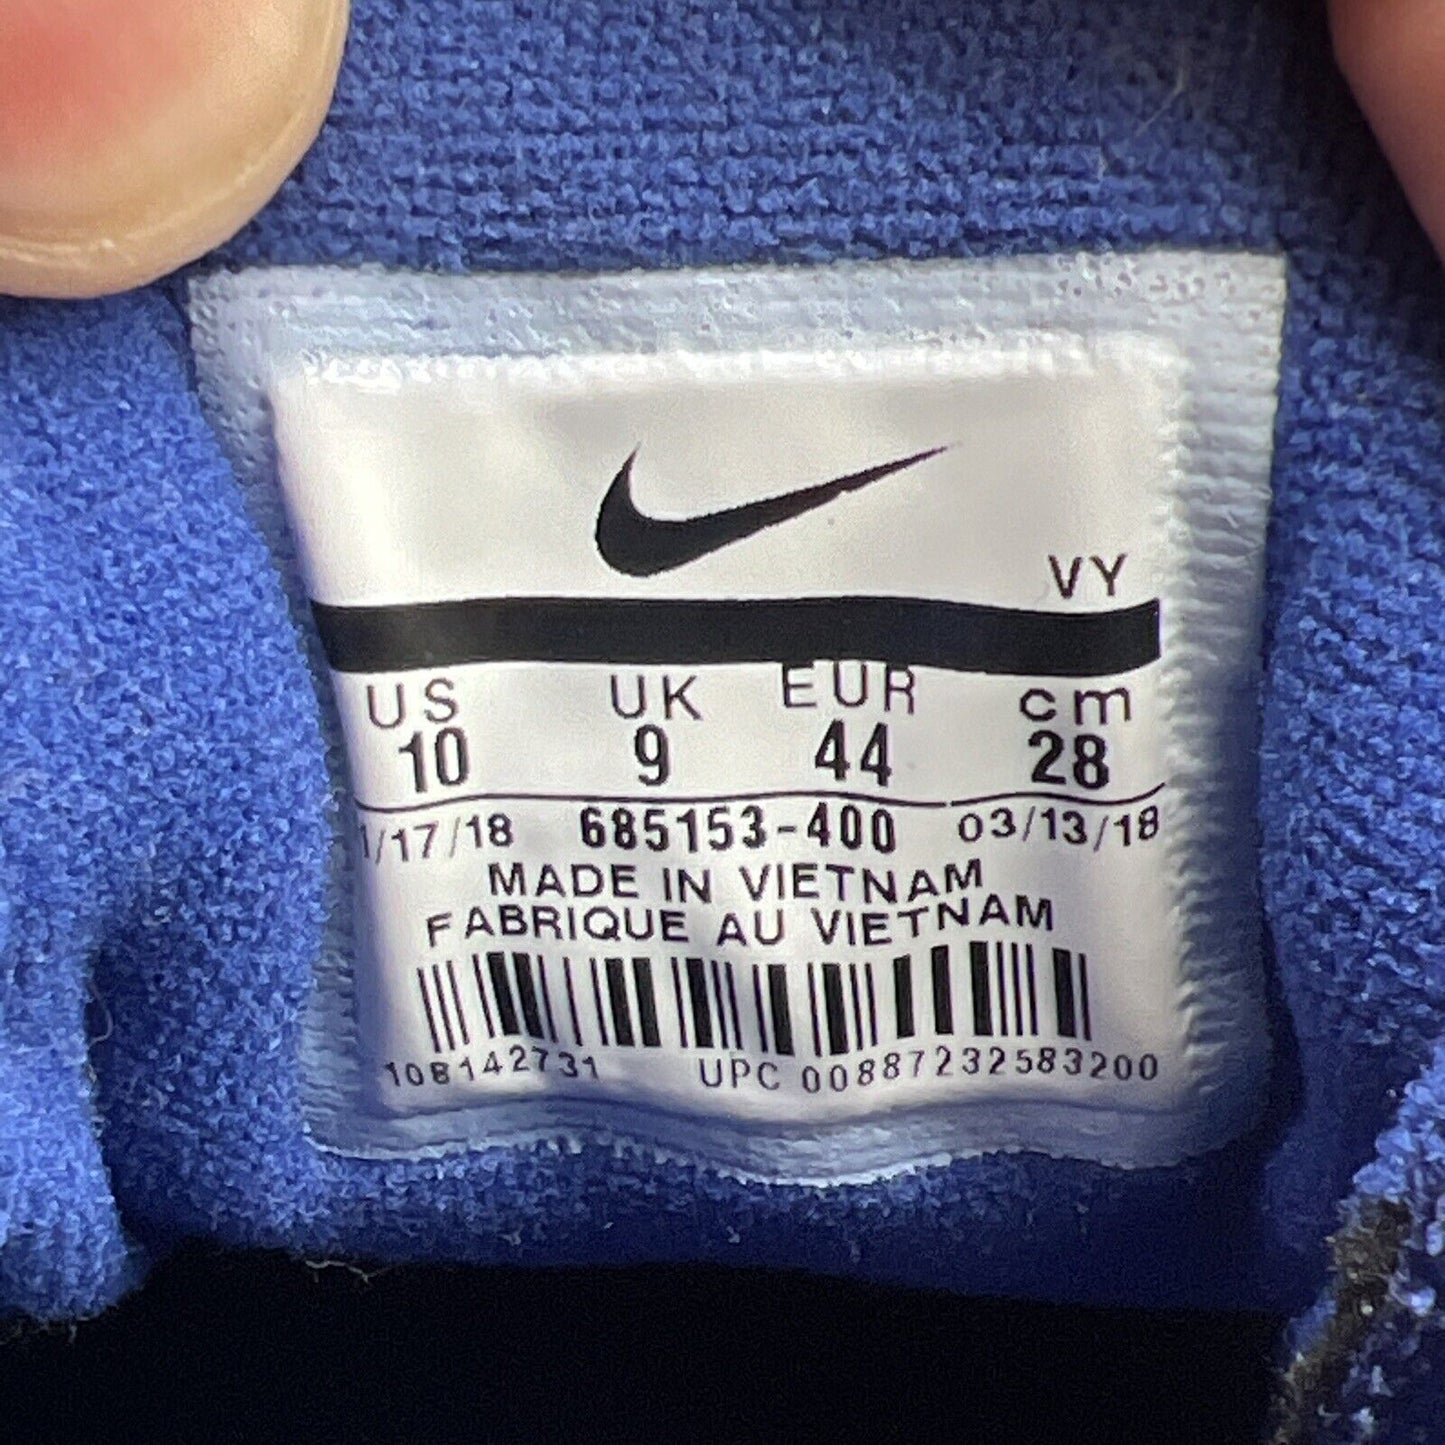 VY
US UK EUR cm
10 9 44 28
1/17/18 685153-400 03/13/18
MADE IN VIETNAM
FABRIQUE AU VIETNAM
108142731 UPC 00887232583200